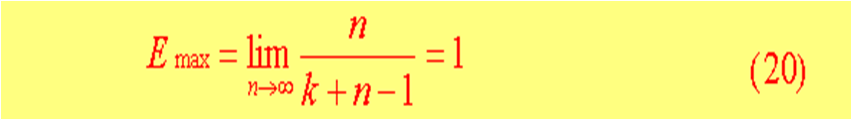 E max = lim n→∞ n / k + n − 1 = 1 (20)